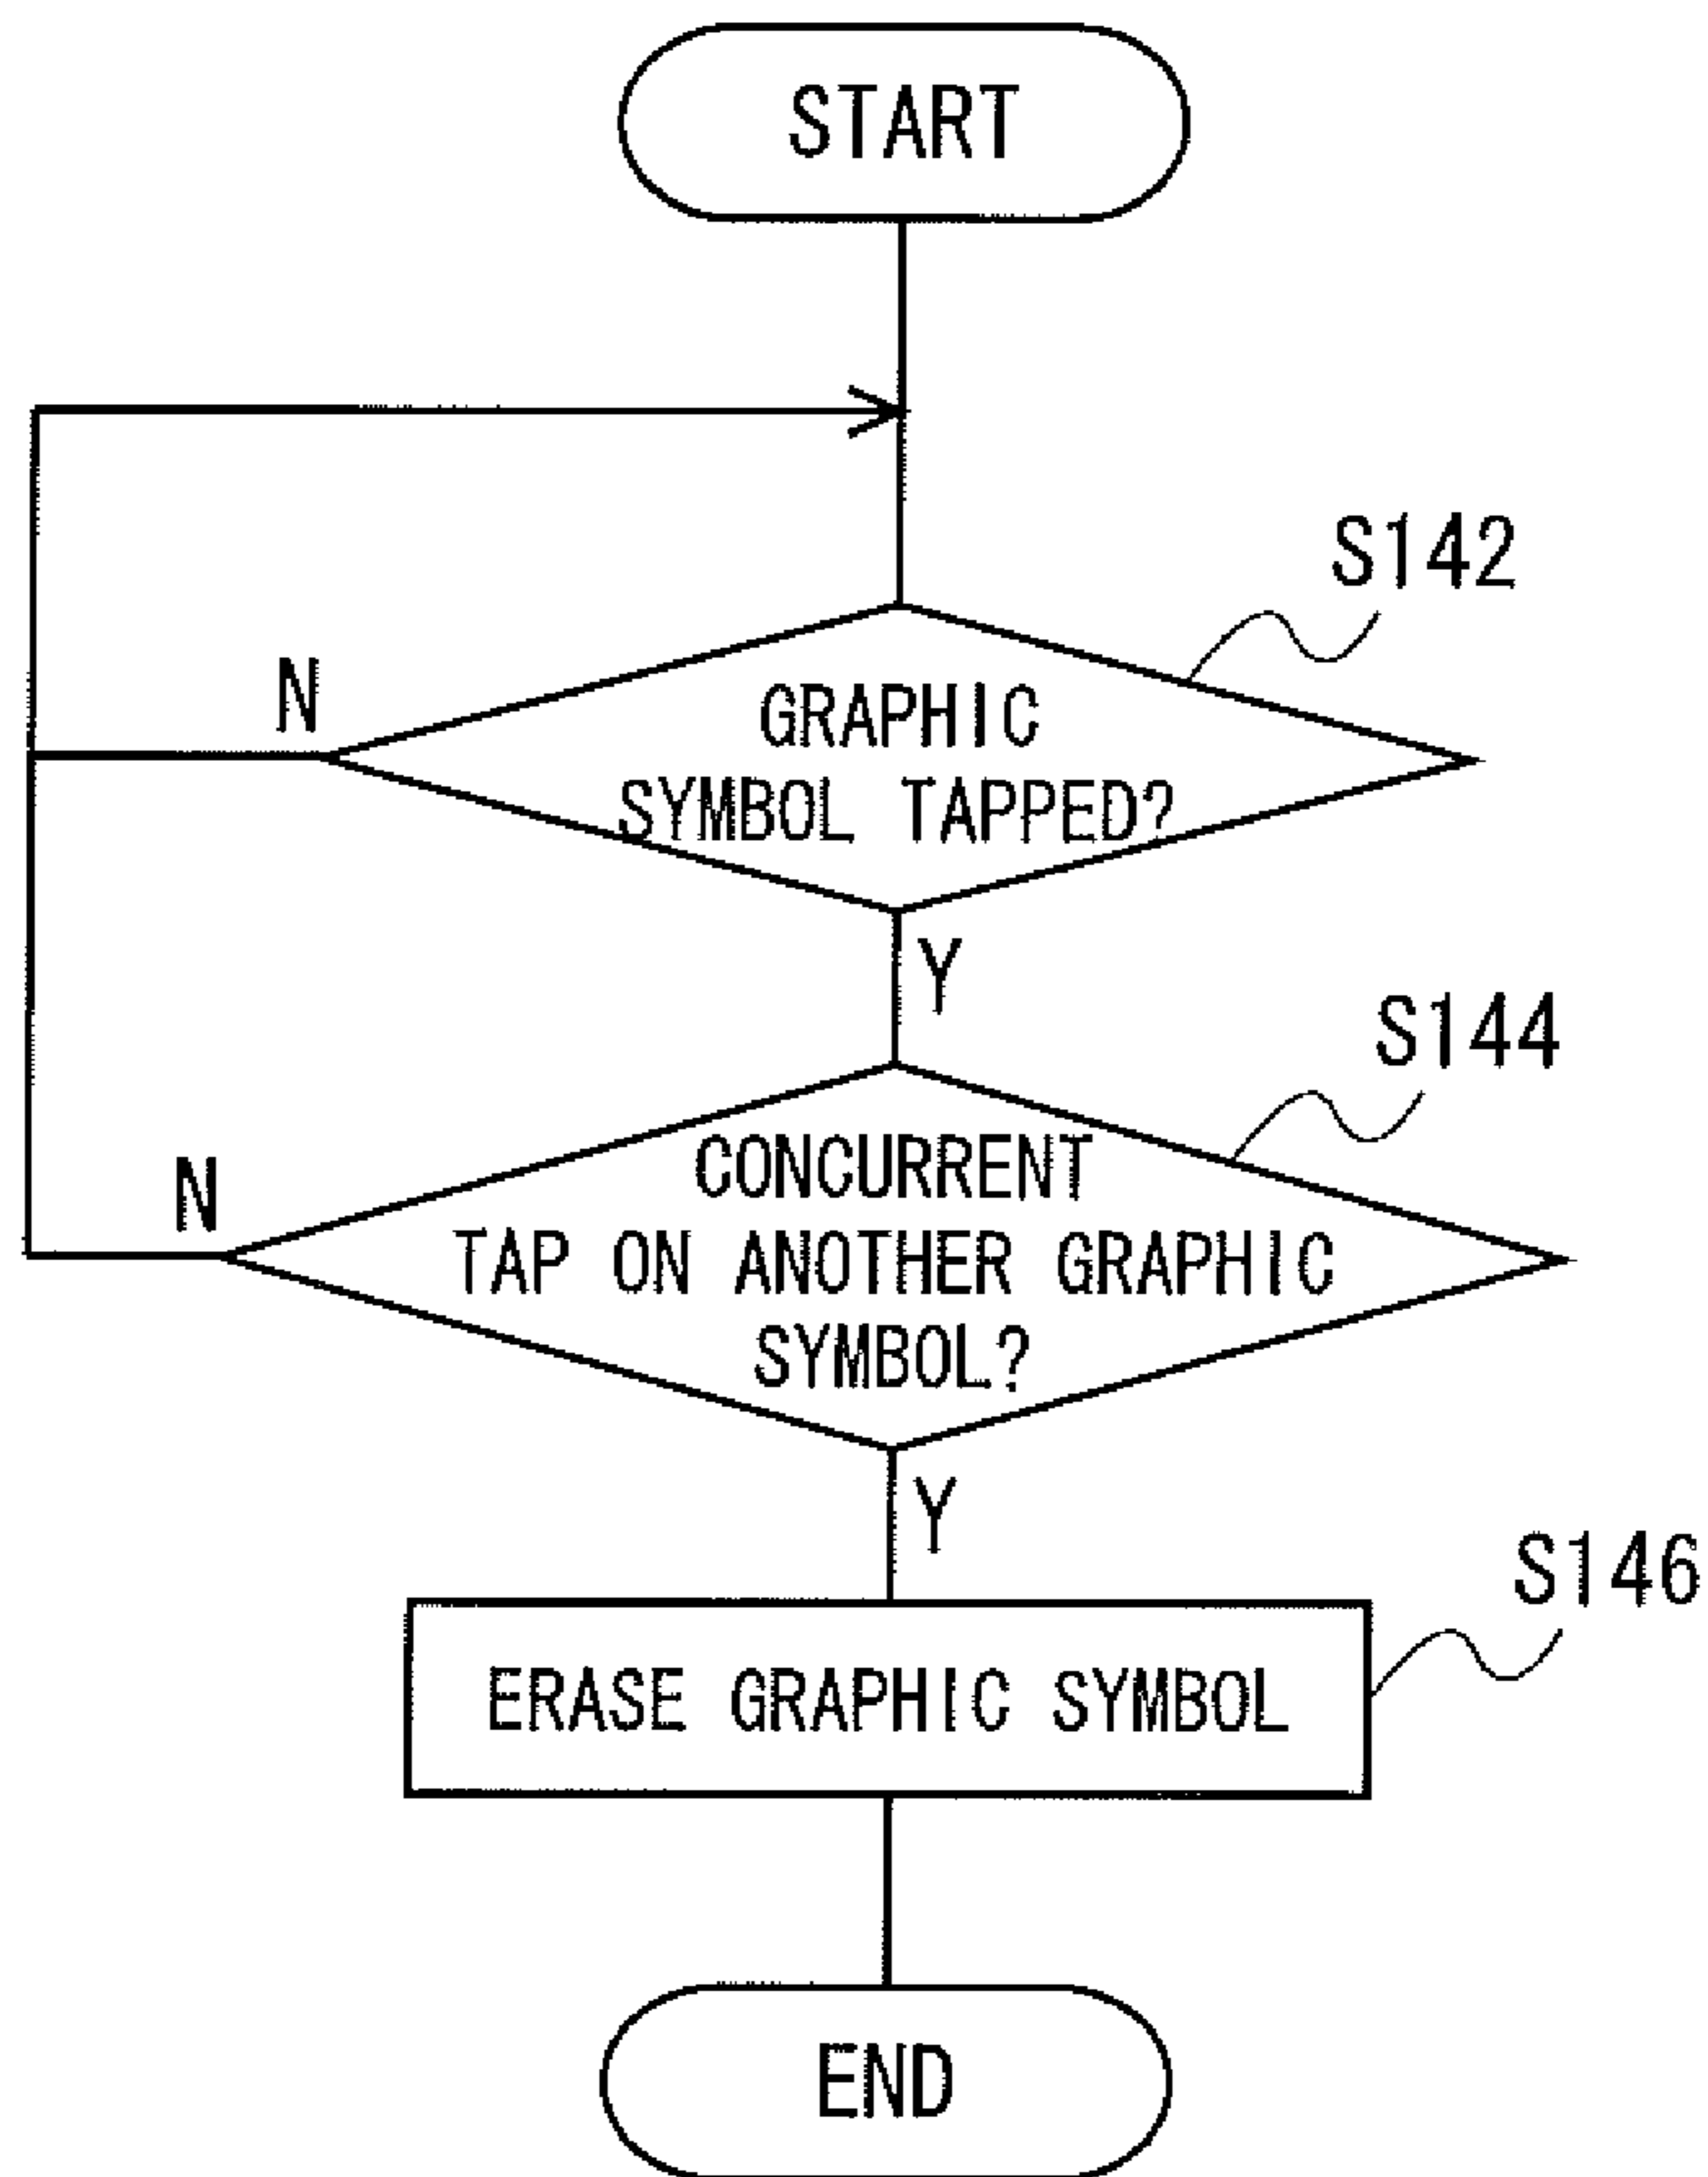 START
S142
N
GRAPHIC
SYMBOL TAPPED?
Y
S144
N
CONCURRENT
TAP ON ANOTHER GRAPHIC
SYMBOL?
Y
S146
ERASE GRAPHIC SYMBOL
END